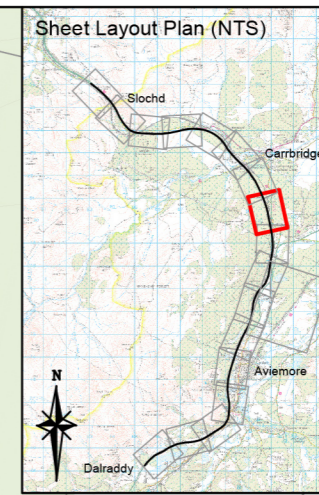 Sheet Layout Plan (NTS)
Slochd
Carrbridge
N
Aviemore
Dalraddy